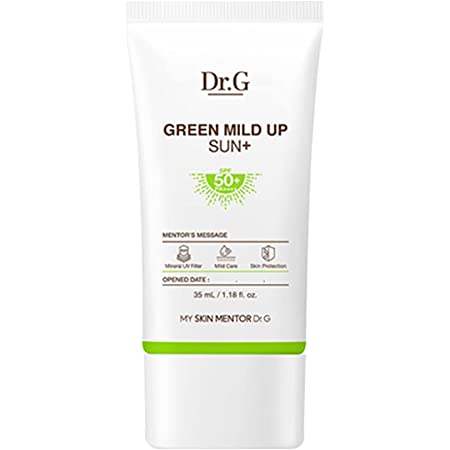 Dr.G
GREEN MILD UP
SUN+
SPF
50+
PA++++
MENTOR'S MESSAGE
Mineral UV Filter Mild Care Skin Protection
OPENED DATE : . .
35 mL / 1.18 fl. oz.
MY SKIN MENTOR Dr.G